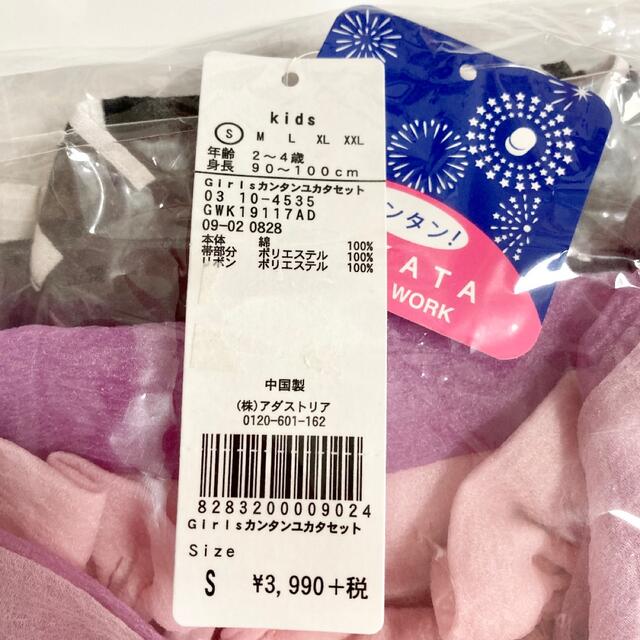 kids
S M L XL XXL
年齢 2～4歳
身長 90～100cm
Girlsカンタンユカタセット
03 10-4535
GWK19117AD
09-02 0828
本体 綿 100%
帯部分 ポリエステル 100%
リボン ポリエステル 100%
中国製
(株)アダストリア
0120-601-162
8283200009024
Girlsカンタンユカタセット
Size
S ¥3,990+税
ンタン!
KATA
WORK